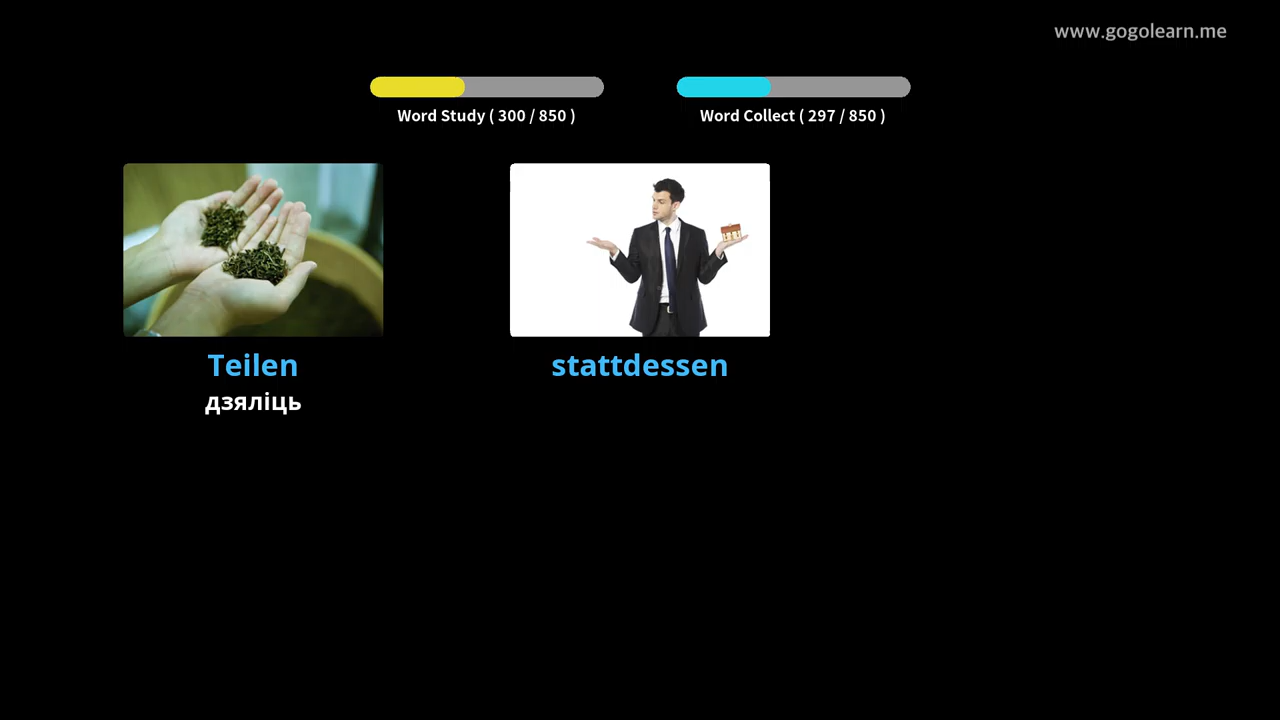 www.gogolearn.me
Word Study ( 300 / 850 )
Word Collect ( 297 / 850 )
Teilen
stattdessen
дзяліць